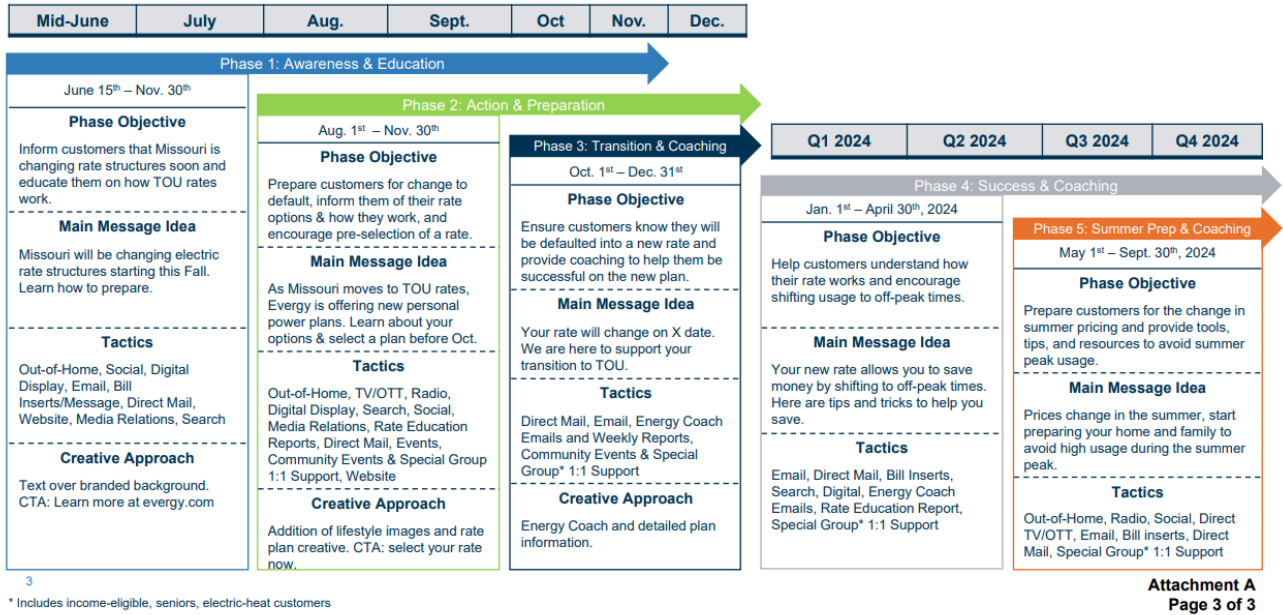 Mid-June July Aug. Sept. Oct Nov. Dec.
Phase 1: Awareness & Education
June 15th – Nov. 30th
Phase Objective
Inform customers that Missouri is
changing rate structures soon and
educate them on how TOU rates
work.
Main Message Idea
Missouri will be changing electric
rate structures starting this Fall.
Learn how to prepare.
Tactics
Out-of-Home, Social, Digital
Display, Email, Bill
Inserts/Message, Direct Mail,
Website, Media Relations, Search
Creative Approach
Text over branded background.
CTA: Learn more at evergy.com
Phase 2: Action & Preparation
Aug. 1st – Nov. 30th
Phase Objective
Prepare customers for change to
default, inform them of their rate
options & how they work, and
encourage pre-selection of a rate.
Main Message Idea
As Missouri moves to TOU rates,
Evergy is offering new personal
power plans. Learn about your
options & select a plan before Oct.
Tactics
Out-of-Home, TV/OTT, Radio,
Digital Display, Search, Social,
Media Relations, Rate Education
Reports, Direct Mail, Events,
Community Events & Special Group
1:1 Support, Website
Creative Approach
Addition of lifestyle images and rate
plan creative. CTA: select your rate
now.
Phase 3: Transition & Coaching
Oct. 1st – Dec. 31st
Phase Objective
Ensure customers know they will
be defaulted into a new rate and
provide coaching to help them be
successful on the new plan.
Main Message Idea
Your rate will change on X date.
We are here to support your
transition to TOU.
Tactics
Direct Mail, Email, Energy Coach
Emails and Weekly Reports,
Community Events & Special
Group* 1:1 Support
Creative Approach
Energy Coach and detailed plan
information.
Q1 2024 Q2 2024 Q3 2024 Q4 2024
Phase 4: Success & Coaching
Jan. 1st – April 30th, 2024
Phase Objective
Help customers understand how
their rate works and encourage
shifting usage to off-peak times.
Main Message Idea
Your new rate allows you to save
money by shifting to off-peak times.
Here are tips and tricks to help you
save.
Tactics
Email, Direct Mail, Bill Inserts,
Search, Digital, Energy Coach
Emails, Rate Education Report,
Special Group* 1:1 Support
Phase 5: Summer Prep & Coaching
May 1st – Sept. 30th, 2024
Phase Objective
Prepare customers for the change in
summer pricing and provide tools,
tips, and resources to avoid summer
peak usage.
Main Message Idea
Prices change in the summer, start
preparing your home and family to
avoid high usage during the summer
peak.
Tactics
Out-of-Home, Radio, Social, Direct
TV/OTT, Email, Bill inserts, Direct
Mail, Special Group* 1:1 Support
3
* Includes income-eligible, seniors, electric-heat customers
Attachment A
Page 3 of 3